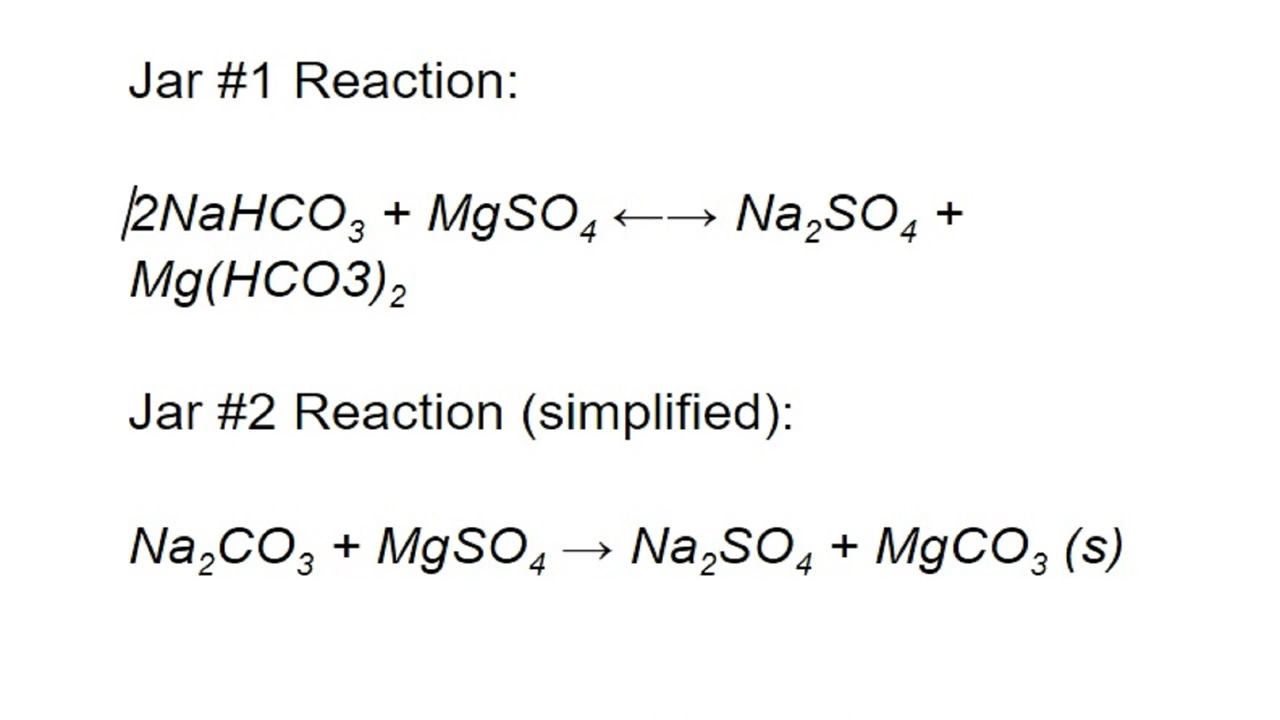 Jar #1 Reaction:
2NaHCO₃ + MgSO₄ ←→ Na₂SO₄ +
Mg(HCO3)₂
Jar #2 Reaction (simplified):
Na₂CO₃ + MgSO₄ → Na₂SO₄ + MgCO₃ (s)